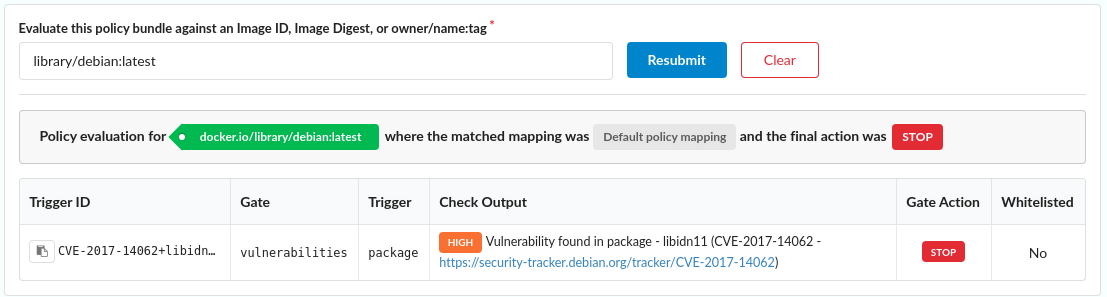 Evaluate this policy bundle against an Image ID, Image Digest, or owner/name:tag *
library/debian:latest
Resubmit
Clear
Policy evaluation for docker.io/library/debian:latest where the matched mapping was Default policy mapping and the final action was STOP
Trigger ID Gate Trigger Check Output Gate Action Whitelisted
CVE-2017-14062+libidn… vulnerabilities package HIGH Vulnerability found in package - libidn11 (CVE-2017-14062 - STOP No
https://security-tracker.debian.org/tracker/CVE-2017-14062)